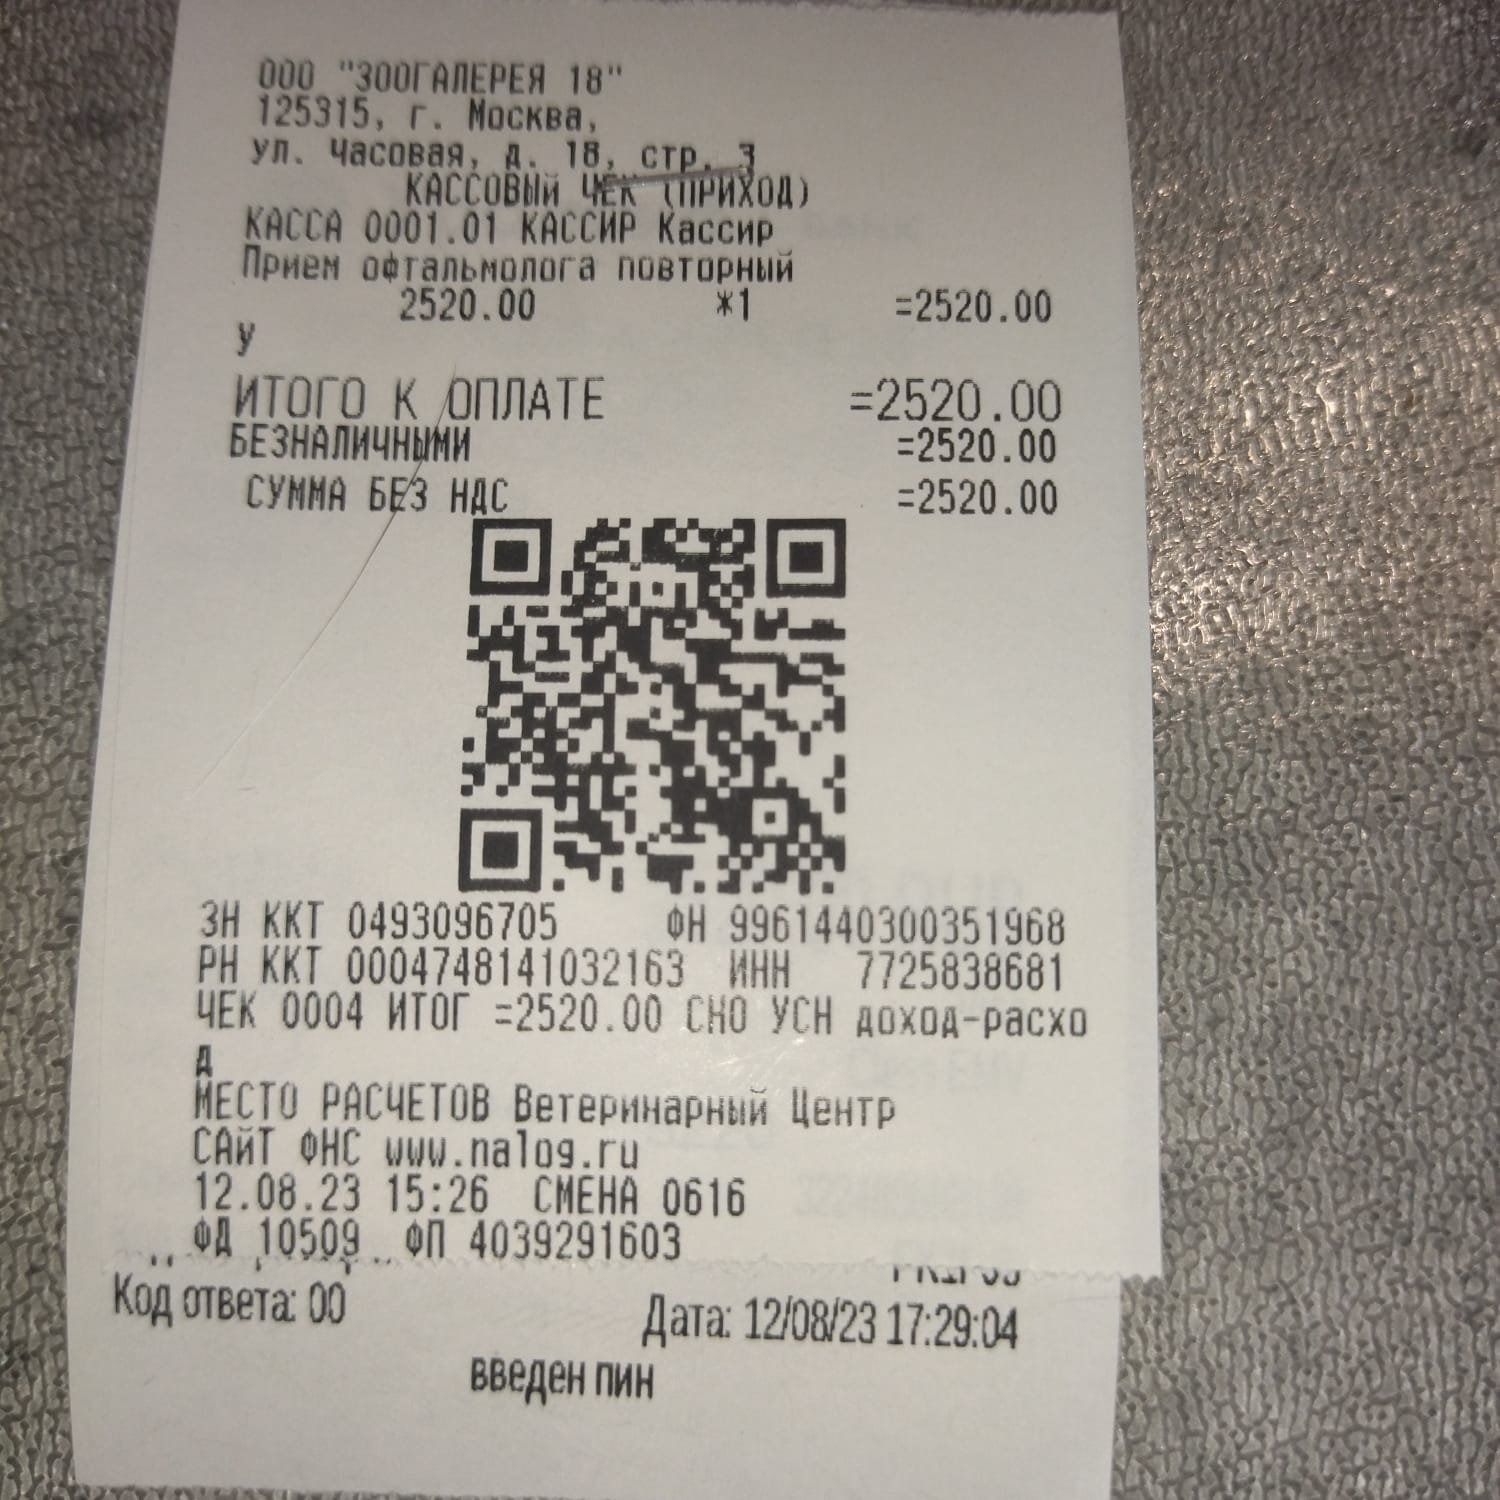 ООО "ЗООГАЛЕРЕЯ 18"
125315, г. Москва,
ул. Часовая, д. 18, стр. 3
КАССОВЫЙ ЧЕК (ПРИХОД)
КАССА 0001.01 КАССИР Кассир
Прием офтальмолога повторный
2520.00 *1 =2520.00
У
ИТОГО К ОПЛАТЕ =2520.00
БЕЗНАЛИЧНЫМИ =2520.00
СУММА БЕЗ НДС =2520.00
ЗН ККТ 0493096705 ФН 9961440300351968
РН ККТ 0004748141032163 ИНН 7725838681
ЧЕК 0004 ИТОГ =2520.00 СНО УСН доход-расхо
д
МЕСТО РАСЧЕТОВ Ветеринарный Центр
САЙТ ФНС www.nalog.ru
12.08.23 15:26 СМЕНА 0616
ФД 10509 ФП 4039291603
Код ответа: 00
Дата: 12/08/23 17:29:04
введен пин